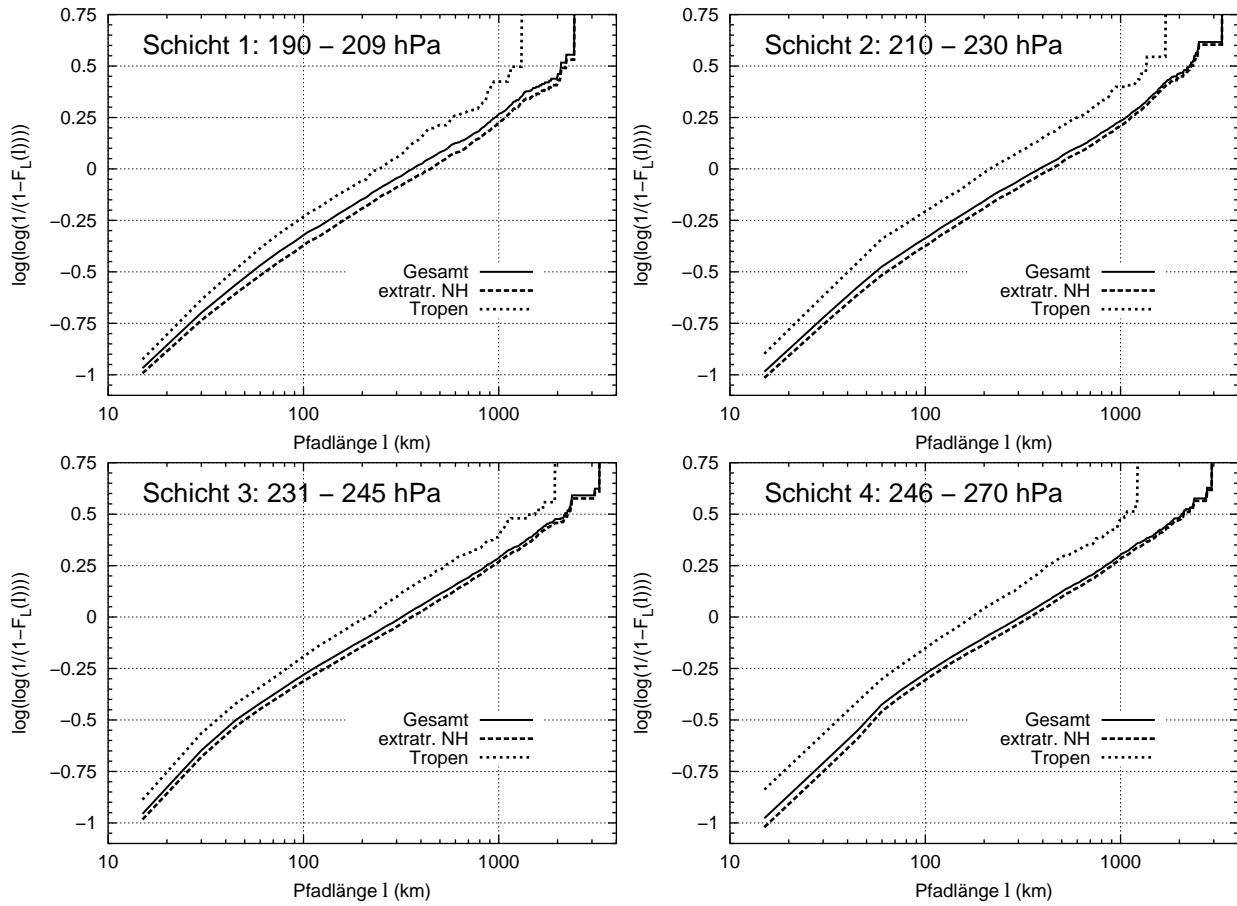 Schicht 1: 190 – 209 hPa
log(log(1/(1−F_L(l))))
0.75
0.5
0.25
0
−0.25
−0.5
−0.75
−1
Gesamt
extratr. NH
Tropen
10
100
1000
Pfadlänge l (km)
Schicht 2: 210 – 230 hPa
log(log(1/(1−F_L(l))))
0.75
0.5
0.25
0
−0.25
−0.5
−0.75
−1
Gesamt
extratr. NH
Tropen
10
100
1000
Pfadlänge l (km)
Schicht 3: 231 – 245 hPa
log(log(1/(1−F_L(l))))
0.75
0.5
0.25
0
−0.25
−0.5
−0.75
−1
Gesamt
extratr. NH
Tropen
10
100
1000
Pfadlänge l (km)
Schicht 4: 246 – 270 hPa
log(log(1/(1−F_L(l))))
0.75
0.5
0.25
0
−0.25
−0.5
−0.75
−1
Gesamt
extratr. NH
Tropen
10
100
1000
Pfadlänge l (km)